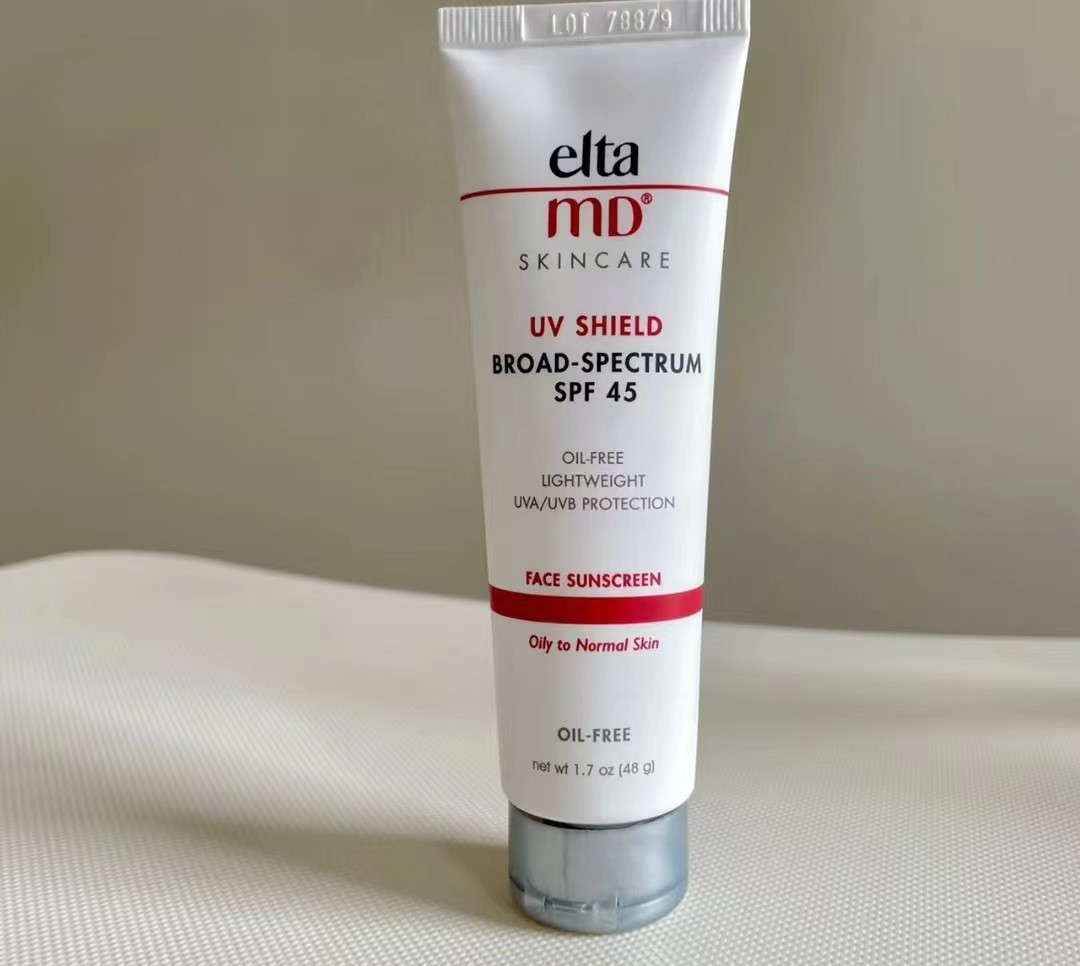 LOT 78879
elta
MD®
SKINCARE
UV SHIELD
BROAD-SPECTRUM
SPF 45
OIL-FREE
LIGHTWEIGHT
UVA/UVB PROTECTION
FACE SUNSCREEN
Oily to Normal Skin
OIL-FREE
net wt 1.7 oz (48 g)